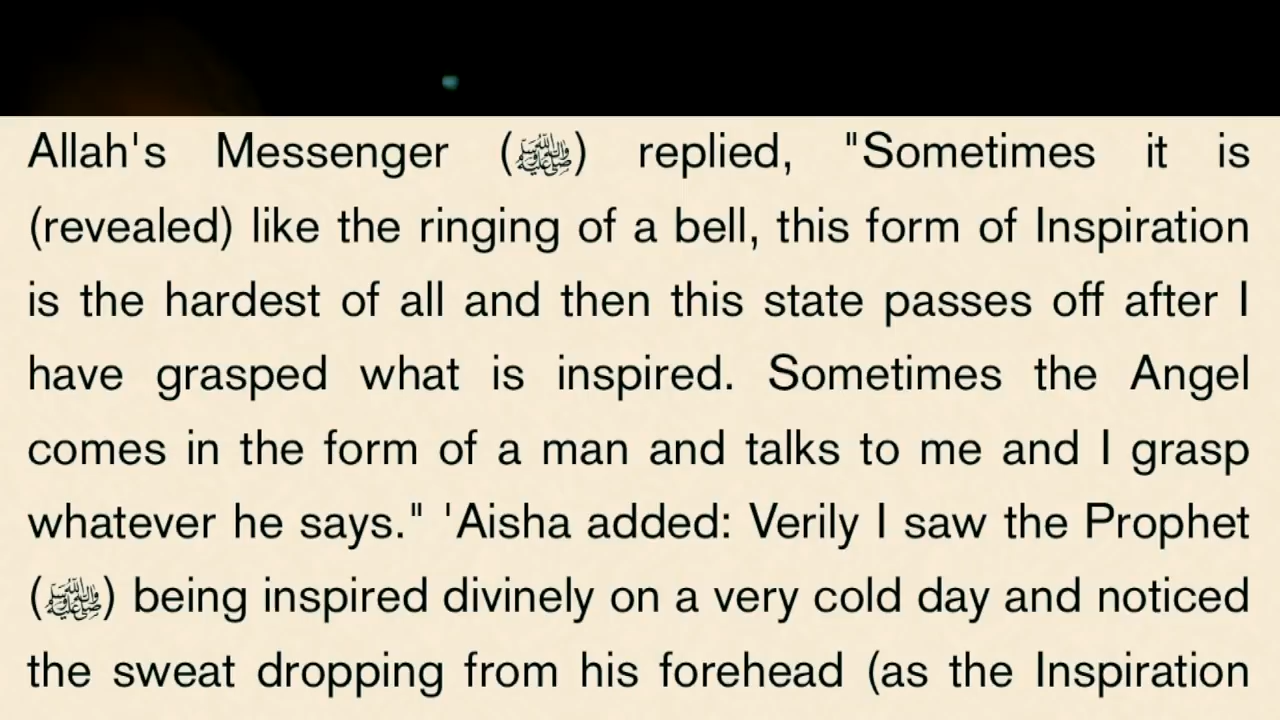 Allah's Messenger (ﷺ) replied, "Sometimes it is
(revealed) like the ringing of a bell, this form of Inspiration
is the hardest of all and then this state passes off after I
have grasped what is inspired. Sometimes the Angel
comes in the form of a man and talks to me and I grasp
whatever he says." 'Aisha added: Verily I saw the Prophet
(ﷺ) being inspired divinely on a very cold day and noticed
the sweat dropping from his forehead (as the Inspiration